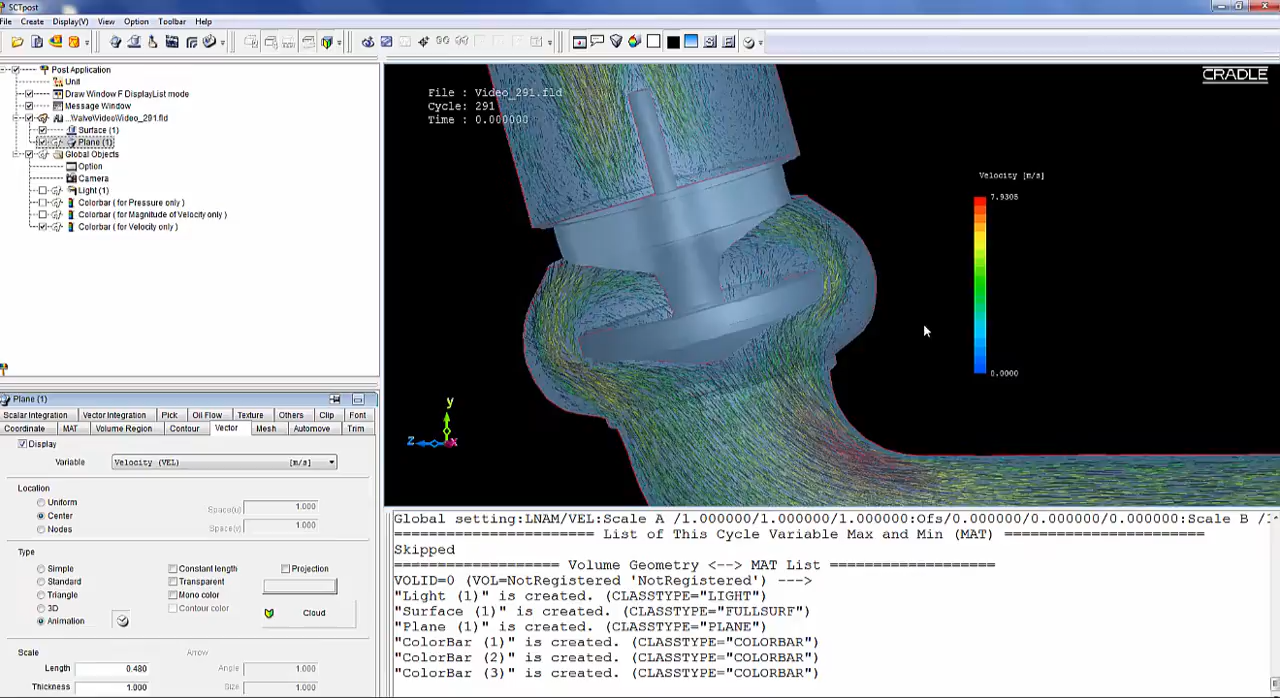 SCTpost
File Create Display(V) View Option Toolbar Help
Post Application
Unit
Draw Window F DisplayList mode
Message Window
...\Valve\Video\Video_291.fld
Surface (1)
Plane (1)
Global Objects
Option
Camera
Light (1)
Colorbar ( for Pressure only )
Colorbar ( for Magnitude of Velocity only )
Colorbar ( for Velocity only )
File : Video_291.fld
Cycle: 291
Time : 0.000000
CRADLE
Velocity [m/s]
7.9305
0.0000
y
z
x
Plane (1)
Scalar Integration Vector Integration Pick Oil Flow Texture Others Clip Font
Coordinate MAT Volume Region Contour Vector Mesh Automove Trim
Display
Variable Velocity (VEL) [m/s]
Location
Uniform Space(u) 1.000
Center Space(v) 1.000
Nodes
Type
Simple Constant length Projection
Standard Transparent
Triangle Mono color
3D Contour color Cloud
Animation
Scale Arrow
Length 0.480 Angle 1.000
Thickness 1.000 Size 1.000
Global setting:LNAM/VEL:Scale A /1.000000/1.000000/1.000000:Ofs/0.000000/0.000000/0.000000:Scale B /
======================= List of This Cycle Variable Max and Min (MAT) =======================
Skipped
==================== Volume Geometry <--> MAT List ===================
VOLID=0 (VOL=NotRegistered 'NotRegistered') --->
"Light (1)" is created. (CLASSTYPE="LIGHT")
"Surface (1)" is created. (CLASSTYPE="FULLSURF")
"Plane (1)" is created. (CLASSTYPE="PLANE")
"ColorBar (1)" is created. (CLASSTYPE="COLORBAR")
"ColorBar (2)" is created. (CLASSTYPE="COLORBAR")
"ColorBar (3)" is created. (CLASSTYPE="COLORBAR")